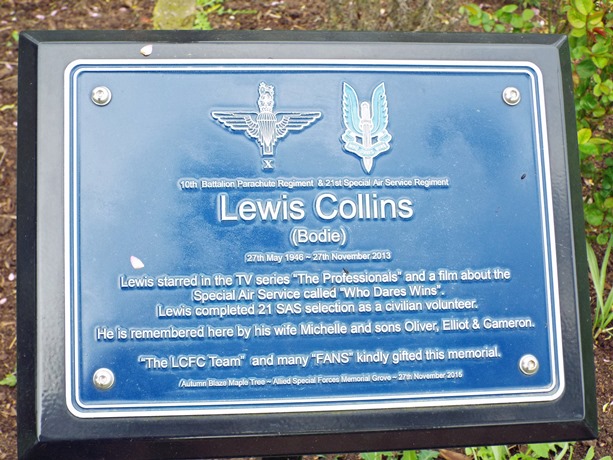 X
10th Battalion Parachute Regiment & 21st Special Air Service Regiment
Lewis Collins
(Bodie)
27th May 1946 ~ 27th November 2013
Lewis starred in the TV series "The Professionals" and a film about the
Special Air Service called "Who Dares Wins".
Lewis completed 21 SAS selection as a civilian volunteer.
He is remembered here by his wife Michelle and sons Oliver, Elliot & Cameron.
"The LCFC Team" and many "FANS" kindly gifted this memorial.
Autumn Blaze Maple Tree ~ Allied Special Forces Memorial Grove ~ 27th November 2016